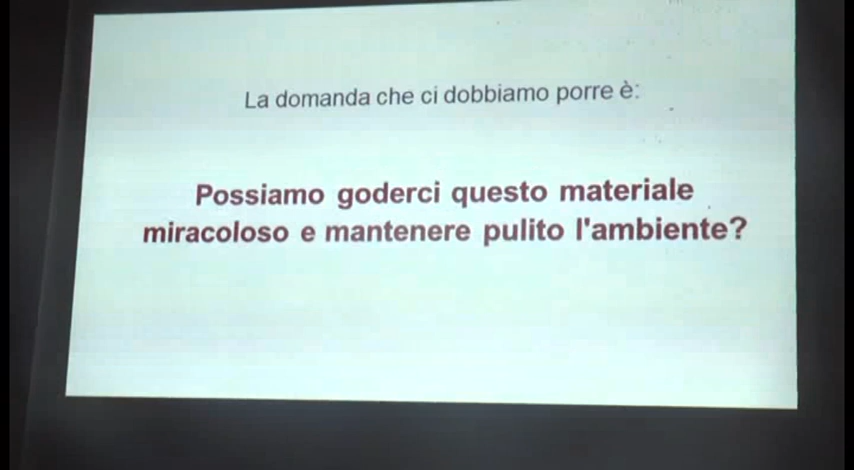 La domanda che ci dobbiamo porre è:
Possiamo goderci questo materiale
miracoloso e mantenere pulito l'ambiente?